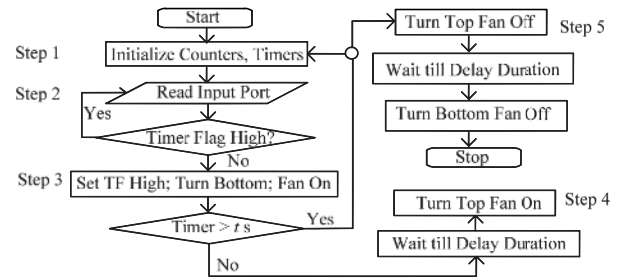 Start
Step 1
Initialize Counters, Timers
Step 2
Read Input Port
Yes
Timer Flag High?
No
Step 3
Set TF High; Turn Bottom; Fan On
Timer > t s
Yes
No
Turn Top Fan Off
Step 5
Wait till Delay Duration
Turn Bottom Fan Off
Stop
Turn Top Fan On
Step 4
Wait till Delay Duration